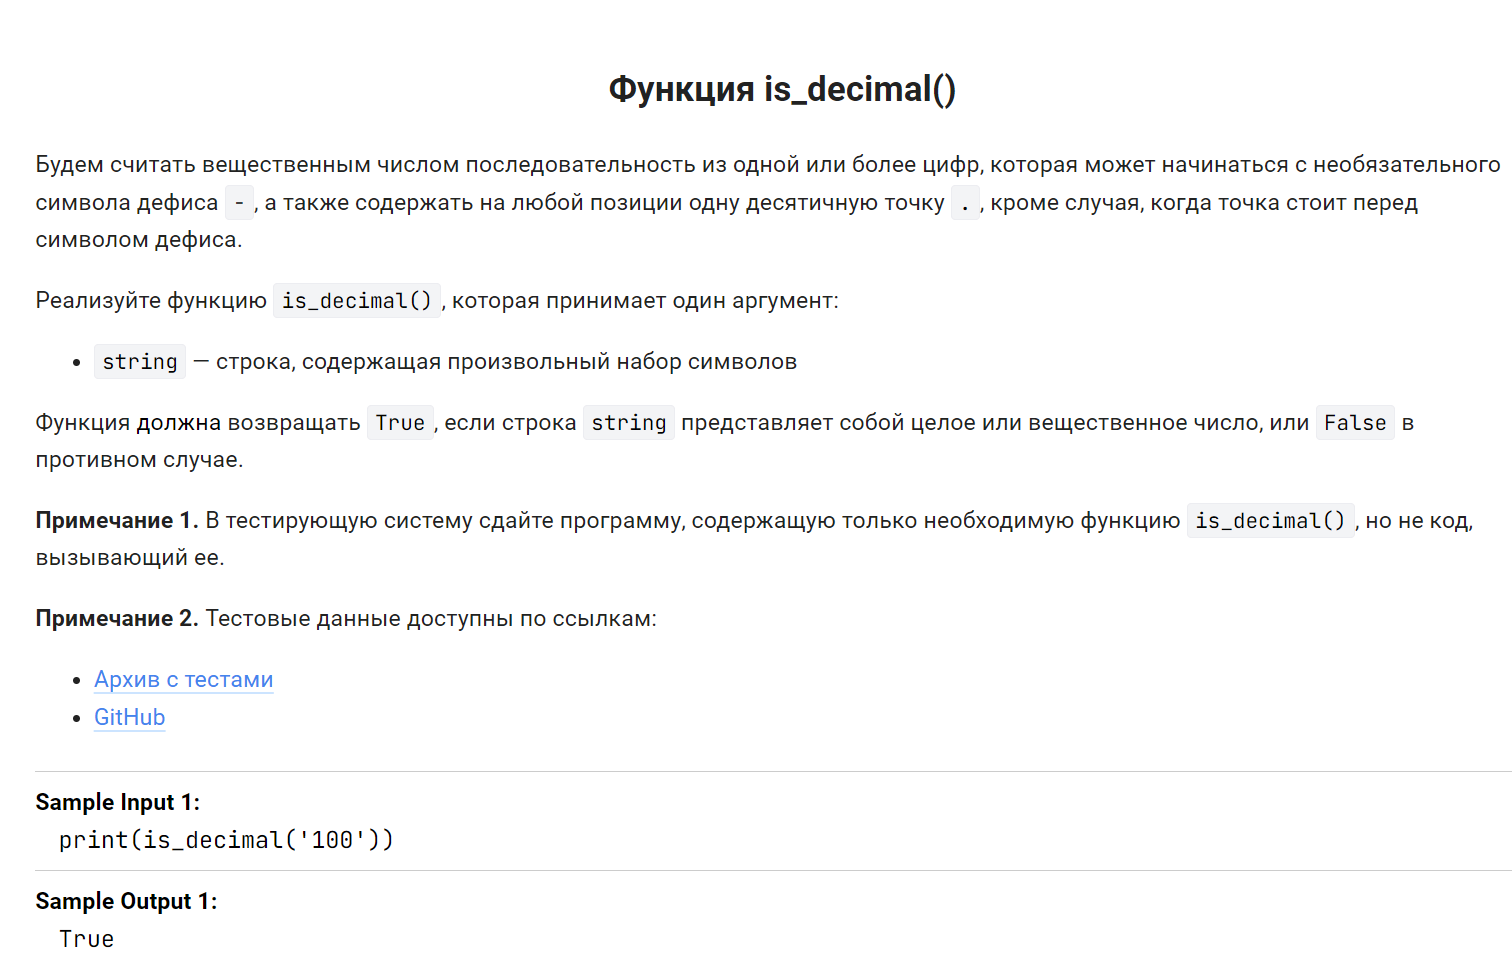 Функция is_decimal()
Будем считать вещественным числом последовательность из одной или более цифр, которая может начинаться с необязательного
символа дефиса -, а также содержать на любой позиции одну десятичную точку ., кроме случая, когда точка стоит перед
символом дефиса.
Реализуйте функцию is_decimal(), которая принимает один аргумент:
• string — строка, содержащая произвольный набор символов
Функция должна возвращать True, если строка string представляет собой целое или вещественное число, или False в
противном случае.
Примечание 1. В тестирующую систему сдайте программу, содержащую только необходимую функцию is_decimal(), но не код,
вызывающий ее.
Примечание 2. Тестовые данные доступны по ссылкам:
• Архив с тестами
• GitHub
Sample Input 1:
print(is_decimal('100'))
Sample Output 1:
True